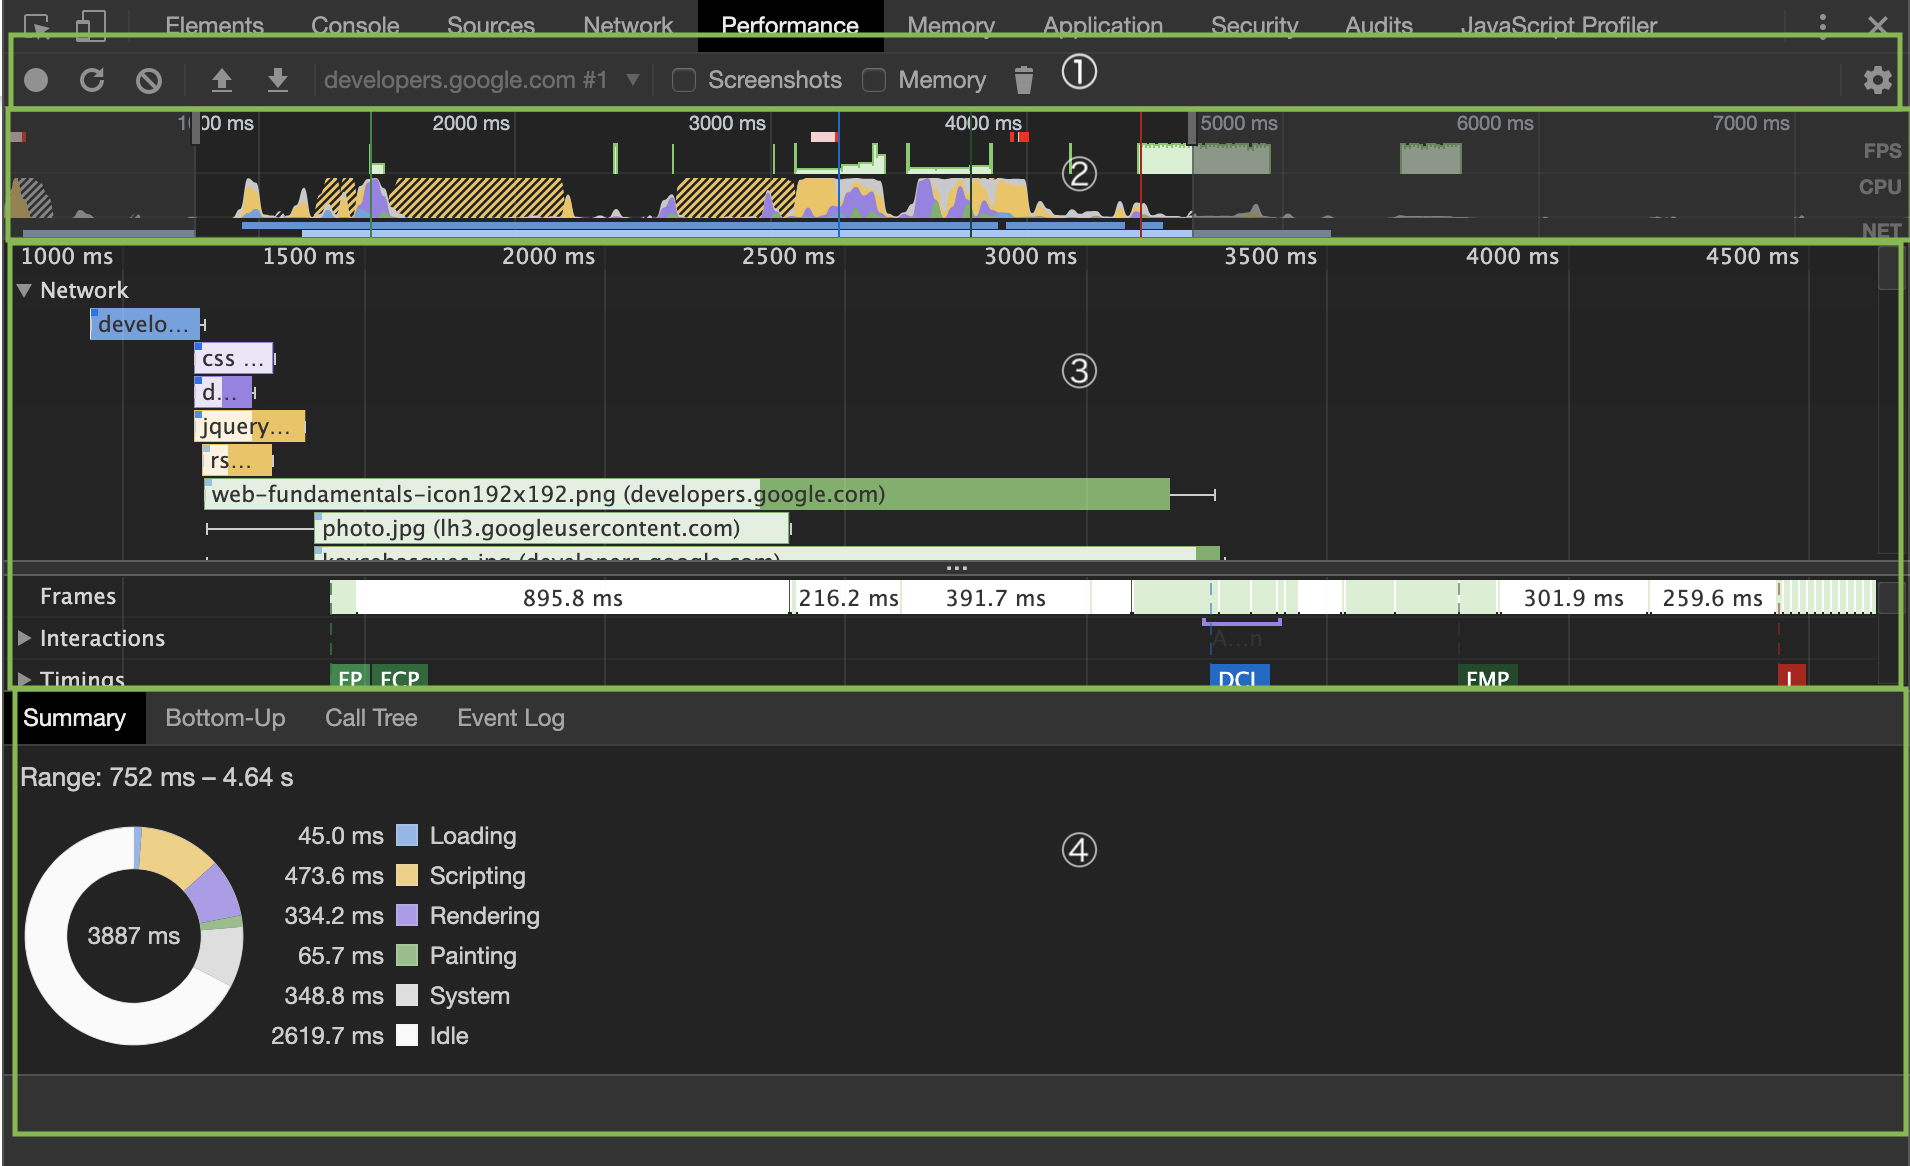 Elements Console Sources Network Performance Memory Application Security Audits JavaScript Profiler
developers.google.com #1 Screenshots Memory ①
1000 ms 2000 ms 3000 ms 4000 ms 5000 ms 6000 ms 7000 ms
FPS
②
CPU
NET
1000 ms 1500 ms 2000 ms 2500 ms 3000 ms 3500 ms 4000 ms 4500 ms
Network
develo...
css ...
③
d...
jquery...
rs...
web-fundamentals-icon192x192.png (developers.google.com)
photo.jpg (lh3.googleusercontent.com)
kaycebasques.jpg (developers.google.com)
...
Frames 895.8 ms 216.2 ms 391.7 ms 301.9 ms 259.6 ms
Interactions A...n
Timings FP FCP DCL FMP L
Summary Bottom-Up Call Tree Event Log
Range: 752 ms – 4.64 s
45.0 ms Loading
④
473.6 ms Scripting
334.2 ms Rendering
3887 ms
65.7 ms Painting
348.8 ms System
2619.7 ms Idle